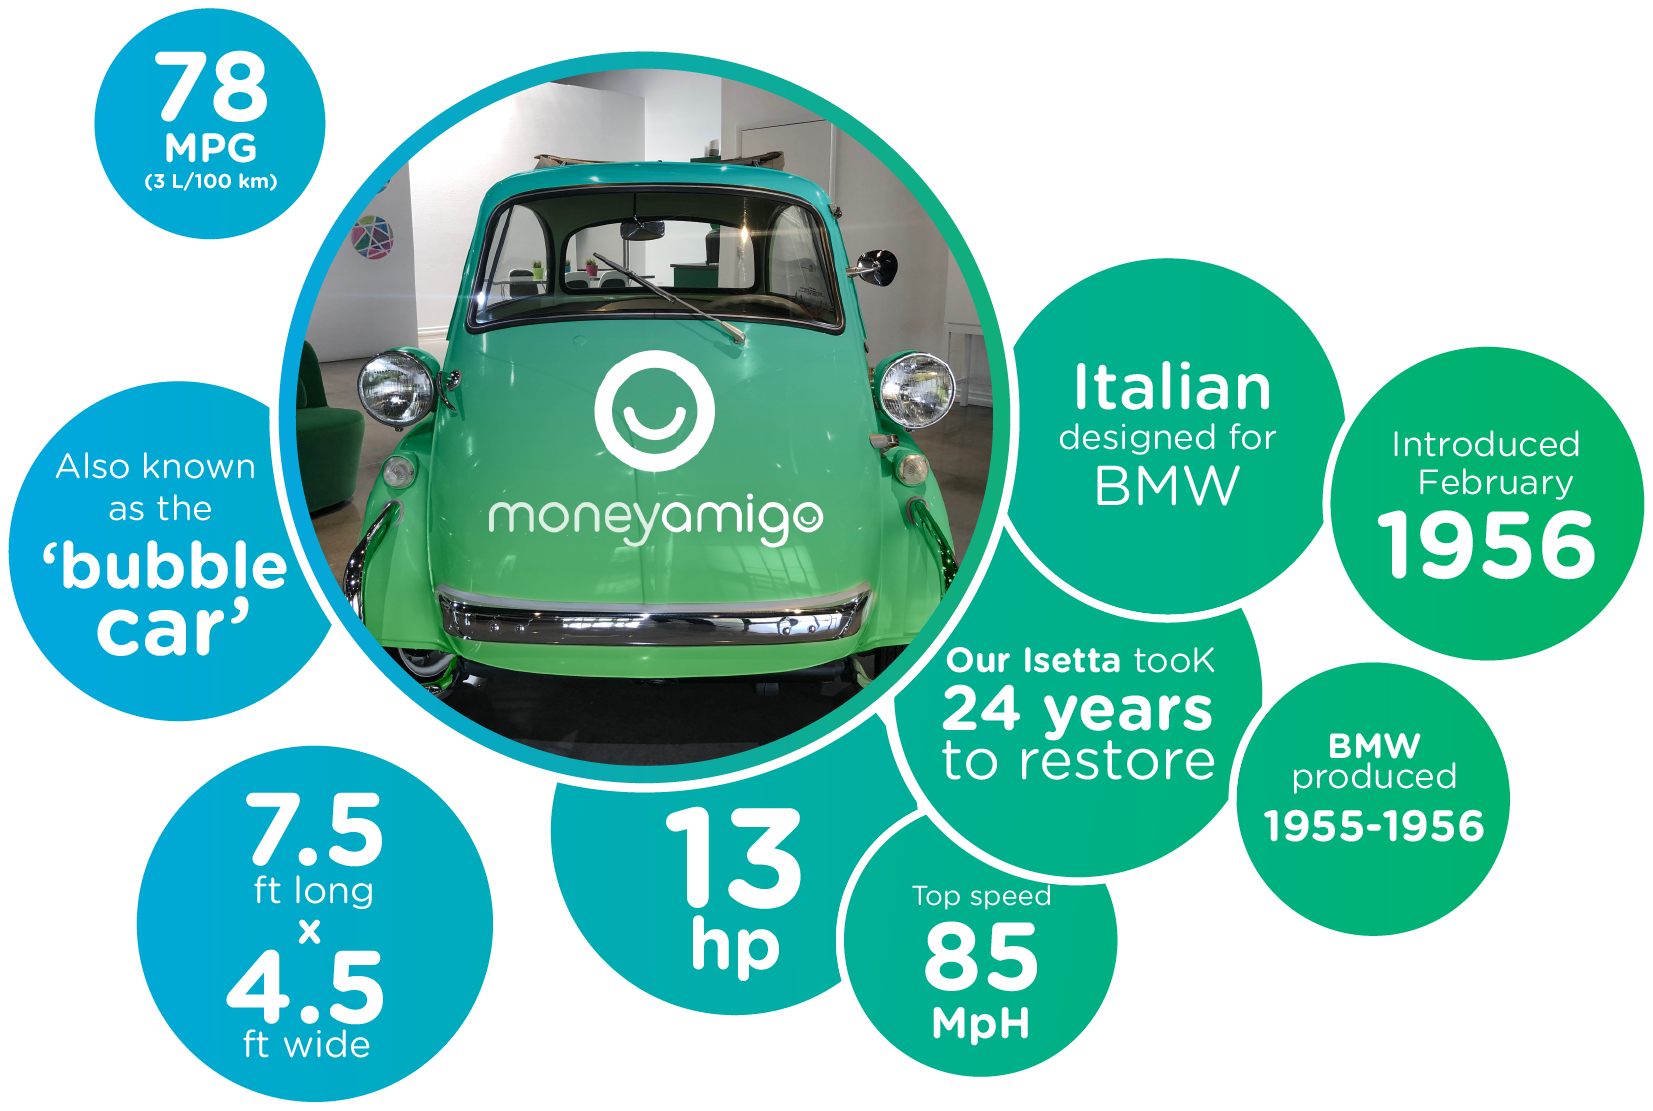 78
MPG
(3 L/100 km)
moneyamigo
Also known
as the
‘bubble
car’
7.5
ft long
x
4.5
ft wide
13
hp
Top speed
85
MpH
Our Isetta tooK
24 years
to restore
Italian
designed for
BMW
Introduced
February
1956
BMW
produced
1955-1956